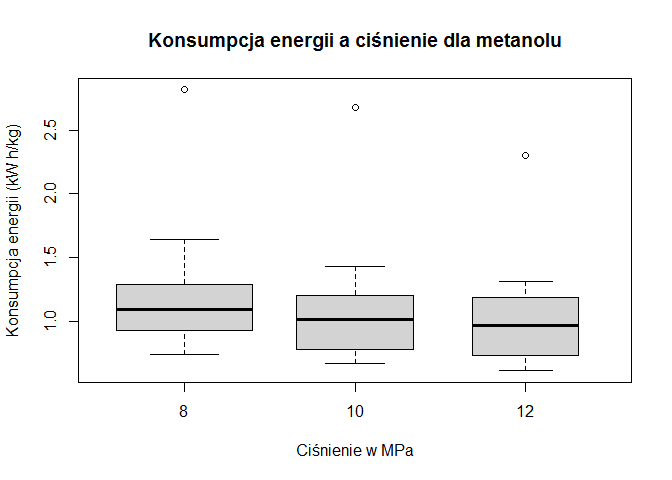 Konsumpcja energii a ciśnienie dla metanolu
Konsumpcja energii (kW h/kg)
2.5
2.0
1.5
1.0
8 10 12
Ciśnienie w MPa